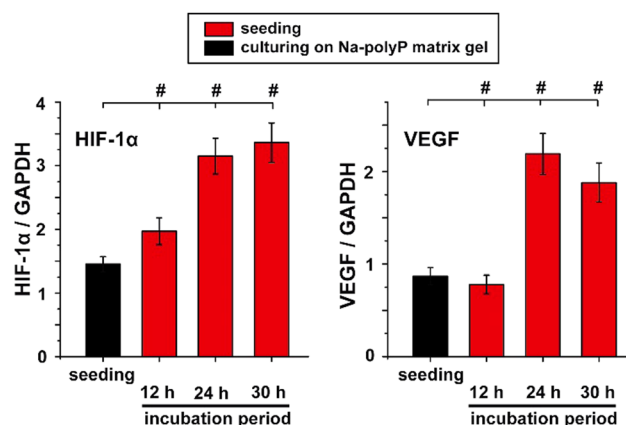 seeding
culturing on Na-polyP matrix gel
# # #
HIF-1α
HIF-1α / GAPDH
4
3
2
1
0
seeding
12 h 24 h 30 h
incubation period
# # #
VEGF
VEGF / GAPDH
2
1
0
seeding
12 h 24 h 30 h
incubation period